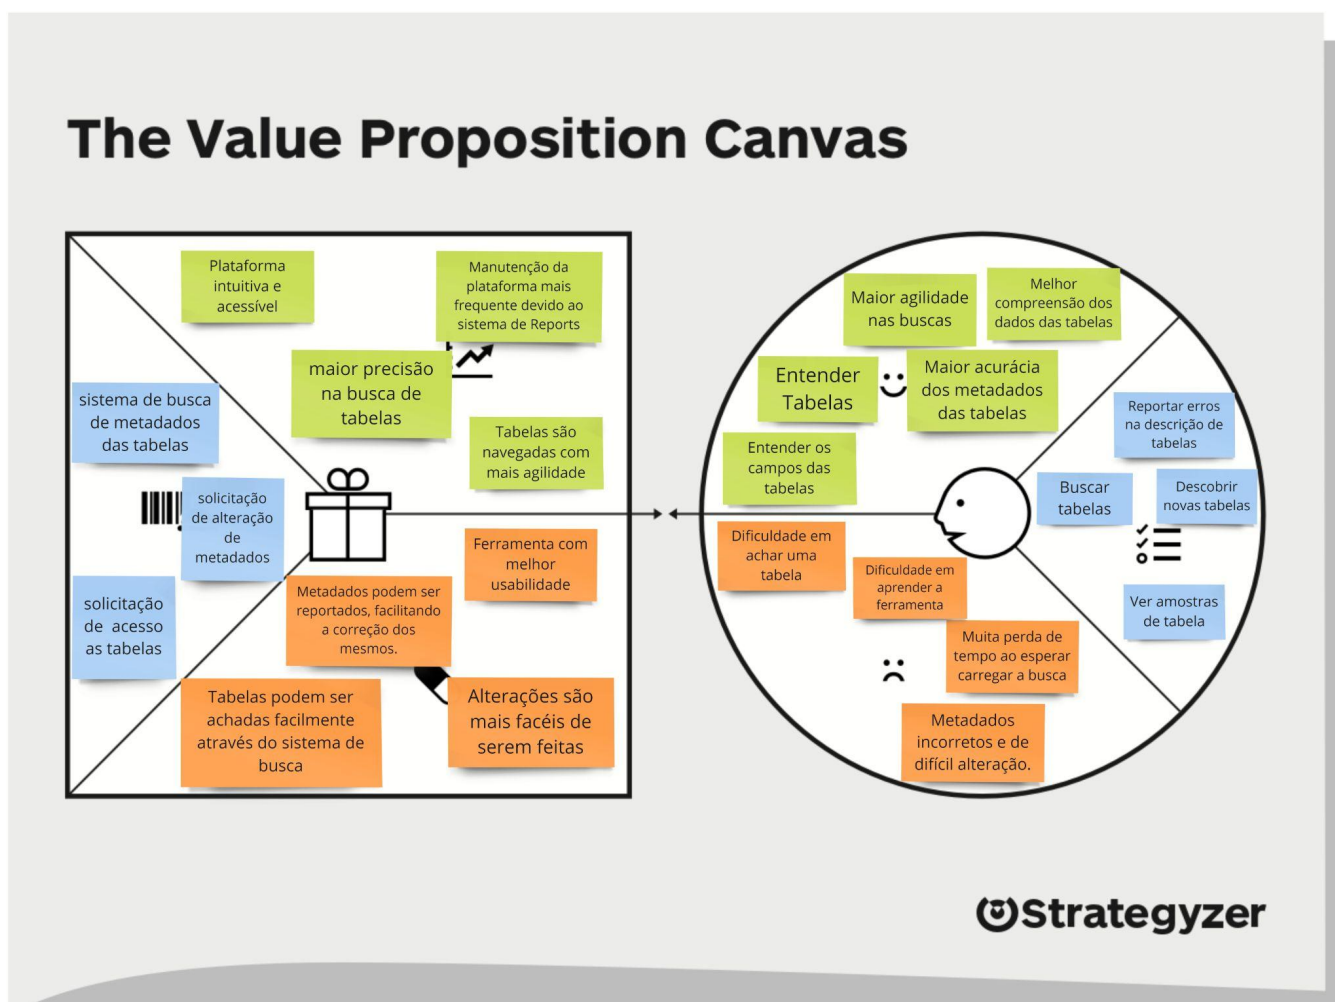 The Value Proposition Canvas
Plataforma
intuitiva e
acessível
Manutenção da
plataforma mais
frequente devido ao
sistema de Reports
maior precisão
na busca de
tabelas
Tabelas são
navegadas com
mais agilidade
sistema de busca
de metadados
das tabelas
solicitação
de alteração
de
metadados
solicitação
de acesso
as tabelas
Ferramenta com
melhor
usabilidade
Metadados podem ser
reportados, facilitando
a correção dos
mesmos.
Tabelas podem ser
achadas facilmente
através do sistema de
busca
Alterações são
mais facéis de
serem feitas
Maior agilidade
nas buscas
Melhor
compreensão dos
dados das tabelas
Entender
Tabelas
Maior acurácia
dos metadados
das tabelas
Entender os
campos das
tabelas
Reportar erros
na descrição de
tabelas
Buscar
tabelas
Descobrir
novas tabelas
Ver amostras
de tabela
Dificuldade em
achar uma
tabela
Dificuldade em
aprender a
ferramenta
Muita perda de
tempo ao esperar
carregar a busca
Metadados
incorretos e de
difícil alteração.
Strategyzer